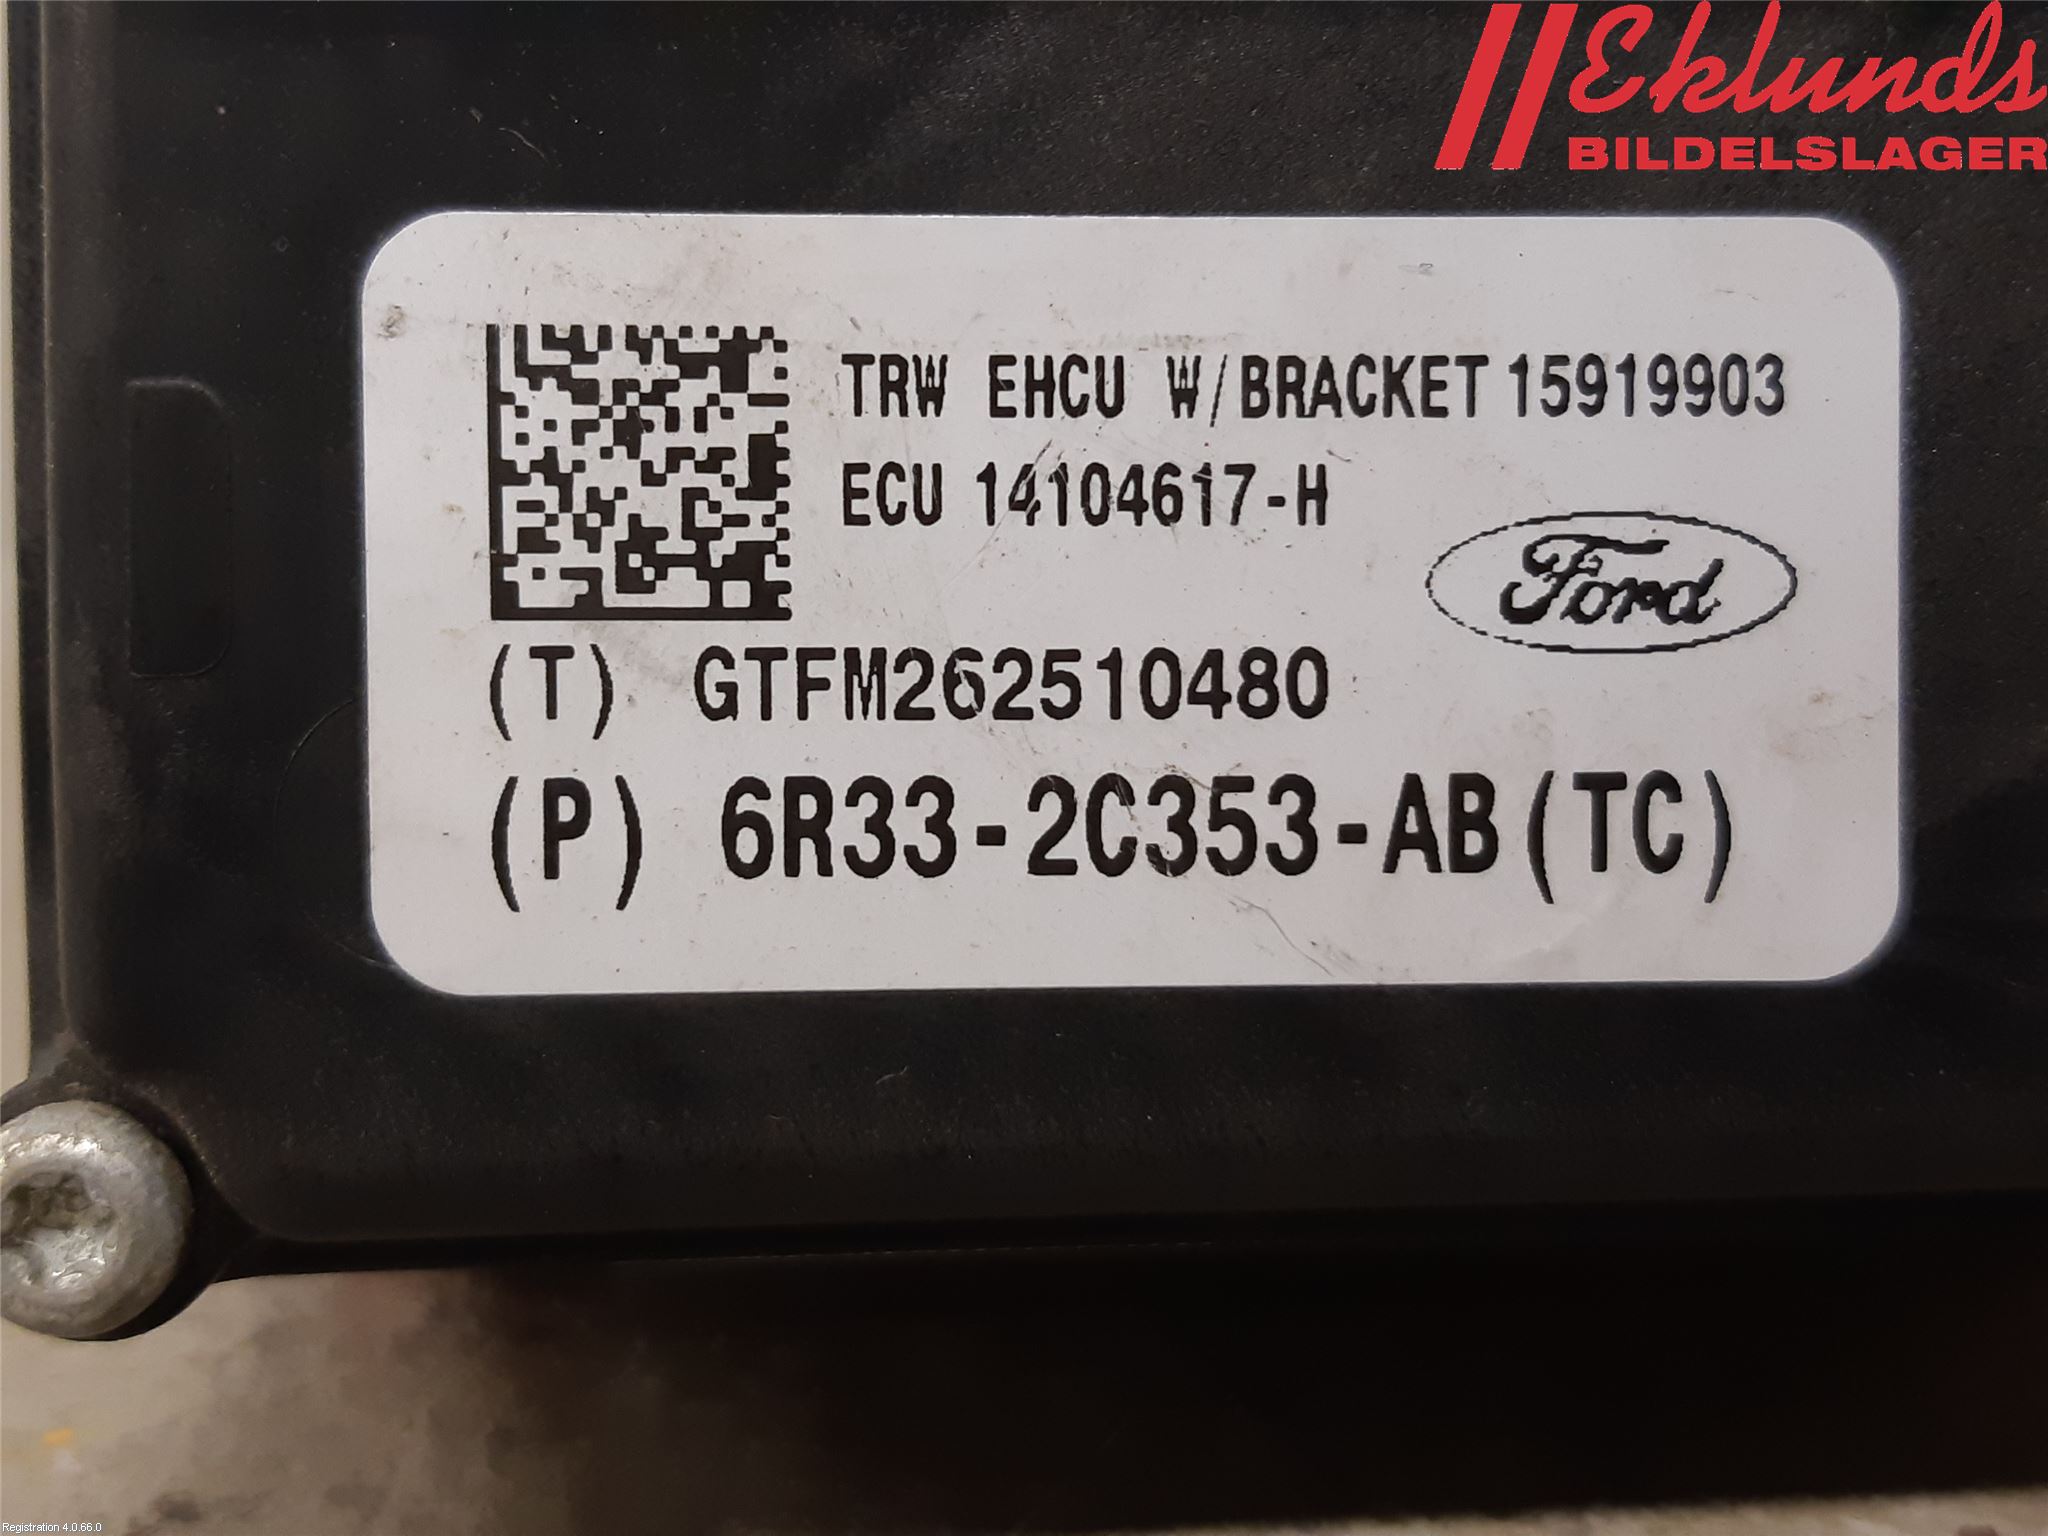 Eklunds
BILDELSLAGER
TRW EHCU W/BRACKET 15919903
ECU 14104617-H
Ford
(T) GTFM262510480
(P) 6R33-2C353-AB(TC)
Registration 4.0.66.0